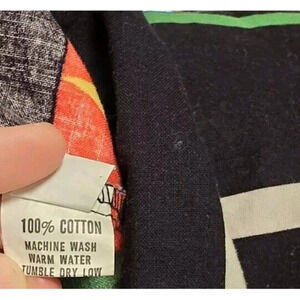 100% COTTON
MACHINE WASH
WARM WATER
TUMBLE DRY LOW